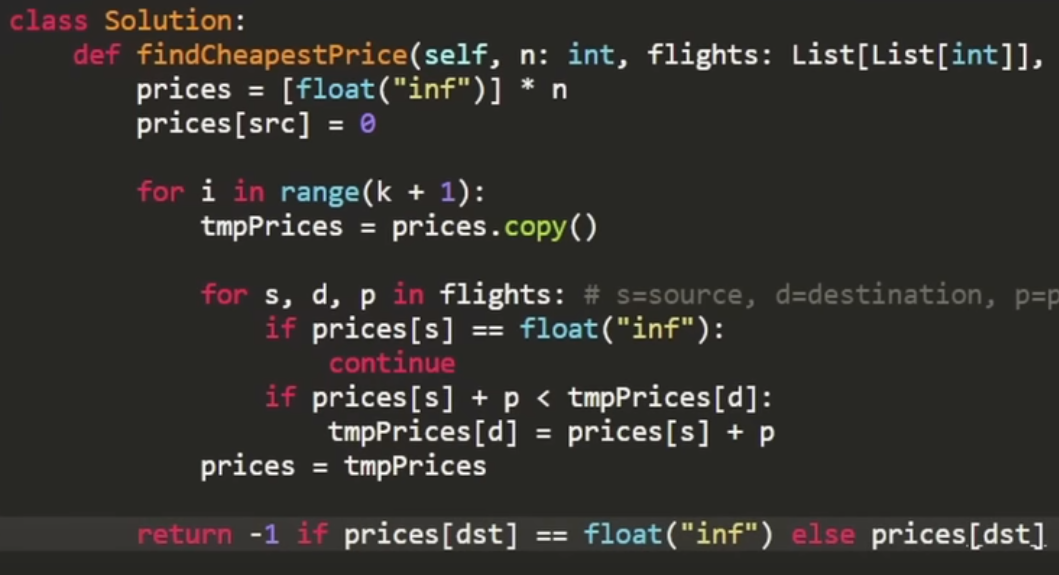 class Solution:
    def findCheapestPrice(self, n: int, flights: List[List[int]],
        prices = [float("inf")] * n
        prices[src] = 0
        for i in range(k + 1):
            tmpPrices = prices.copy()
            for s, d, p in flights: # s=source, d=destination, p=p
                if prices[s] == float("inf"):
                    continue
                if prices[s] + p < tmpPrices[d]:
                    tmpPrices[d] = prices[s] + p
            prices = tmpPrices
        return -1 if prices[dst] == float("inf") else prices[dst]